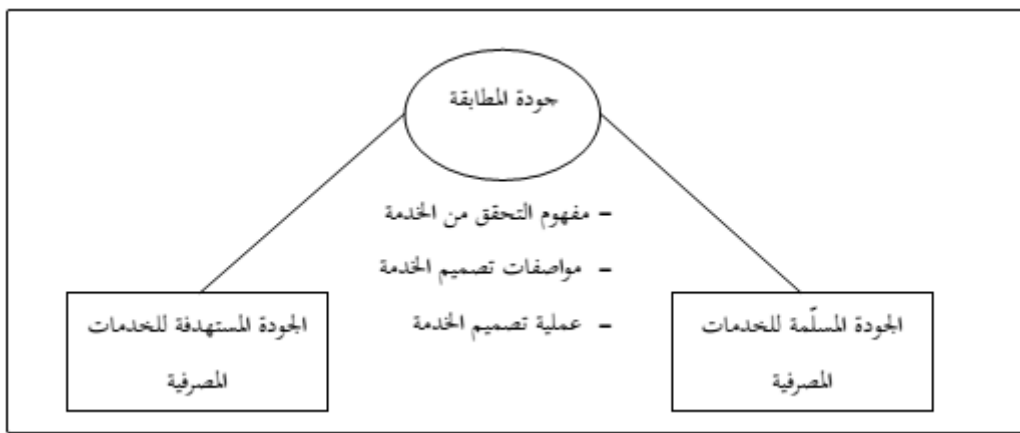 جودة المطابقة
– مفهوم التحقق من الخدمة
– مواصفات تصميم الخدمة
– عملية تصميم الخدمة
الجودة المسلّمة للخدمات
المصرفية
الجودة المستهدفة للخدمات
المصرفية